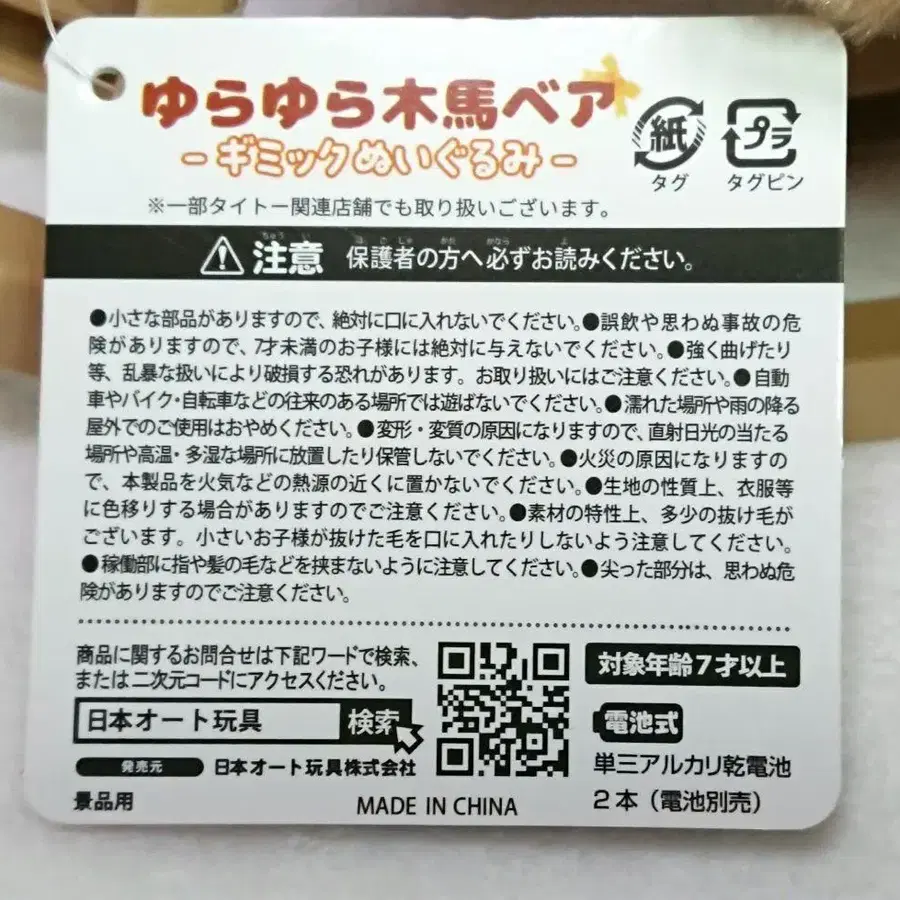 ゆらゆら木馬ベア
- ギミックぬいぐるみ -
紙
タグ
プラ
タグピン
※一部タイトー関連店舗でも取り扱いございます。
ちゅう い ほ ご しゃ かた かなら よ
注意 保護者の方へ必ずお読みください。
●小さな部品がありますので、絶対に口に入れないでください。●誤飲や思わぬ事故の危
険がありますので、7才未満のお子様には絶対に与えないでください。●強く曲げたり
等、乱暴な扱いにより破損する恐れがあります。お取り扱いにはご注意ください。●自動
車やバイク・自転車などの往来のある場所では遊ばないでください。●濡れた場所や雨の降る
屋外でのご使用はおやめください。●変形・変質の原因になりますので、直射日光の当たる
場所や高温・多湿な場所に放置したり保管しないでください。●火災の原因になりますの
で、本製品を火気などの熱源の近くに置かないでください。●生地の性質上、衣服等
に色移りする場合がありますのでご注意ください。●素材の特性上、多少の抜け毛が
ございます。小さいお子様が抜けた毛を口に入れたりしないよう注意してください。
●稼働部に指や髪の毛などを挟まないように注意してください。●尖った部分は、思わぬ危
険がありますのでご注意ください。
商品に関するお問合せは下記ワードで検索、
または二次元コードにアクセスください。
日本オート玩具 検索
発売元 日本オート玩具株式会社
景品用
MADE IN CHINA
対象年齢7才以上
電池式
単三アルカリ乾電池
2本（電池別売）